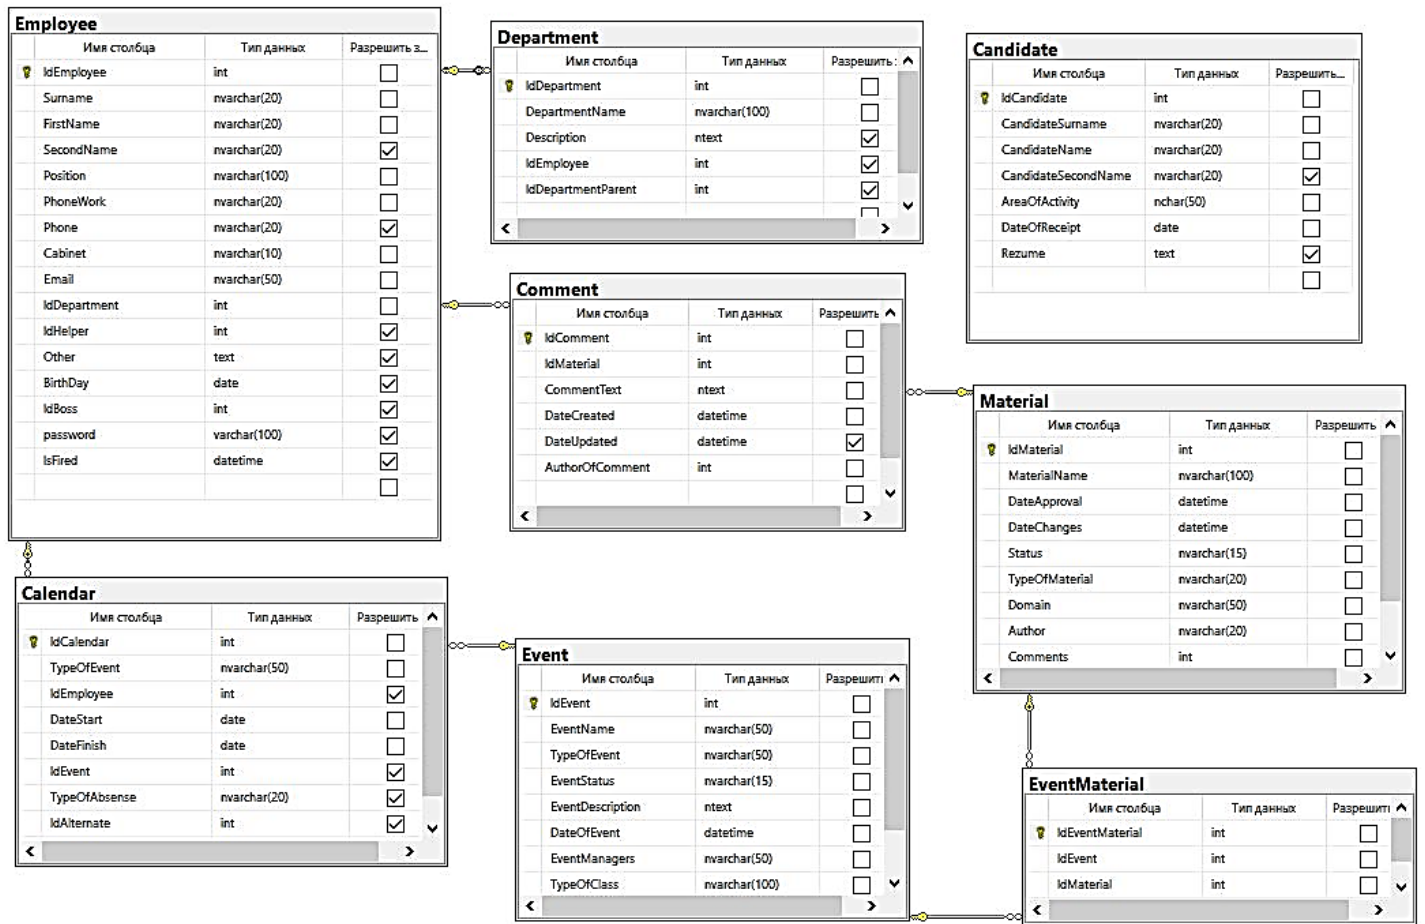 Employee
Имя столбца Тип данных Разрешить з...
IdEmployee int
Surname nvarchar(20)
FirstName nvarchar(20)
SecondName nvarchar(20)
Position nvarchar(100)
PhoneWork nvarchar(20)
Phone nvarchar(20)
Cabinet nvarchar(10)
Email nvarchar(50)
IdDepartment int
IdHelper int
Other text
BirthDay date
IdBoss int
password varchar(100)
IsFired datetime
Department
Имя столбца Тип данных Разрешить :
IdDepartment int
DepartmentName nvarchar(100)
Description ntext
IdEmployee int
IdDepartmentParent int
Candidate
Имя столбца Тип данных Разрешить...
IdCandidate int
CandidateSurname nvarchar(20)
CandidateName nvarchar(20)
CandidateSecondName nvarchar(20)
AreaOfActivity nchar(50)
DateOfReceipt date
Rezume text
Comment
Имя столбца Тип данных Разрешить
IdComment int
IdMaterial int
CommentText ntext
DateCreated datetime
DateUpdated datetime
AuthorOfComment int
Material
Имя столбца Тип данных Разрешить
IdMaterial int
MaterialName nvarchar(100)
DateApproval datetime
DateChanges datetime
Status nvarchar(15)
TypeOfMaterial nvarchar(20)
Domain nvarchar(50)
Author nvarchar(20)
Comments int
Calendar
Имя столбца Тип данных Разрешить
IdCalendar int
TypeOfEvent nvarchar(50)
IdEmployee int
DateStart date
DateFinish date
IdEvent int
TypeOfAbsense nvarchar(20)
IdAlternate int
Event
Имя столбца Тип данных Разрешит
IdEvent int
EventName nvarchar(50)
TypeOfEvent nvarchar(50)
EventStatus nvarchar(15)
EventDescription ntext
DateOfEvent datetime
EventManagers nvarchar(50)
TypeOfClass nvarchar(100)
EventMaterial
Имя столбца Тип данных Разрешит
IdEventMaterial int
IdEvent int
IdMaterial int